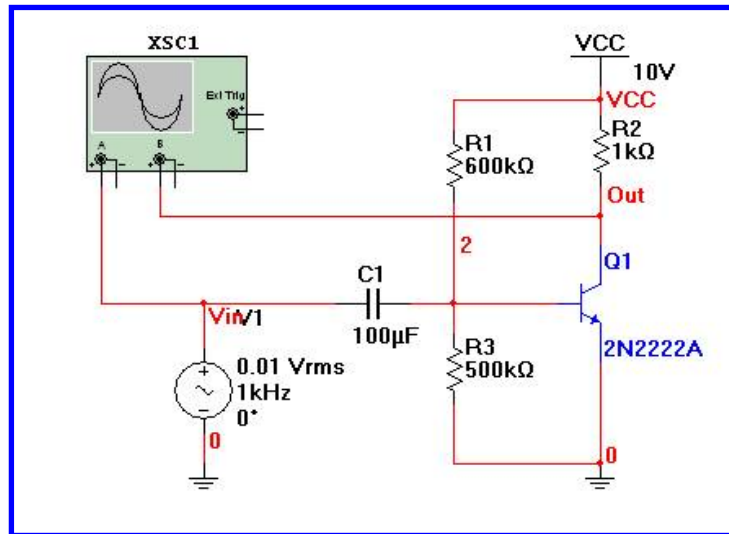 XSC1
Ext Trig
+
-
A
B
+ - + -
VCC
10V
VCC
R1
600kΩ
R2
1kΩ
Out
2
Q1
C1
100µF
Vin
V1
2N2222A
0.01 Vrms
1kHz
0°
R3
500kΩ
0
0